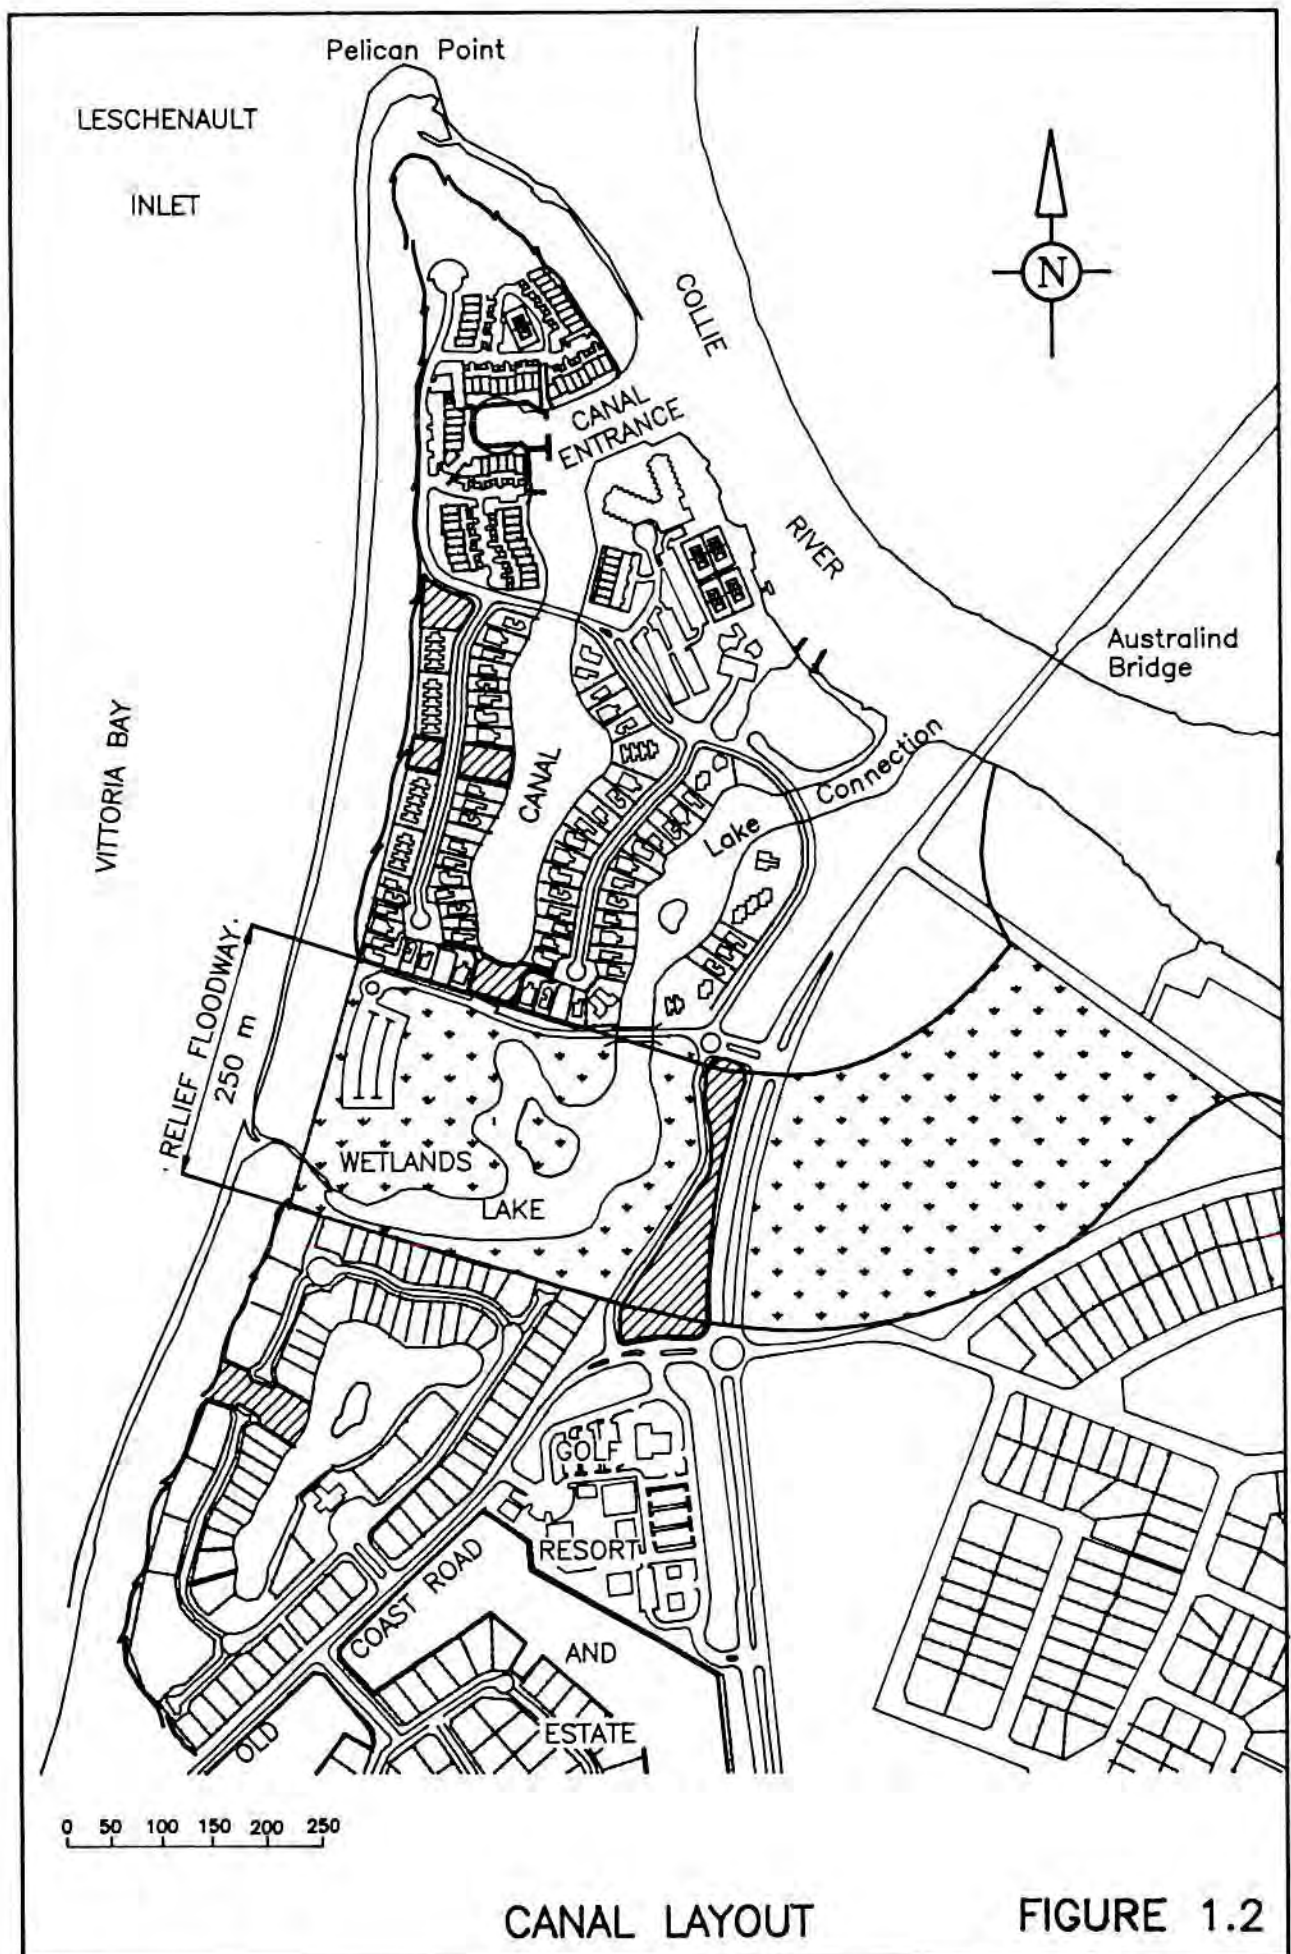 Pelican Point
LESCHENAULT
INLET
N
COLLIE
RIVER
CANAL
ENTRANCE
Australind
Bridge
VITTORIA BAY
CANAL
Lake
Connection
RELIEF FLOODWAY
250 m
WETLANDS
LAKE
GOLF
RESORT
AND
ESTATE
OLD
COAST ROAD
0 50 100 150 200 250
CANAL LAYOUT
FIGURE 1.2